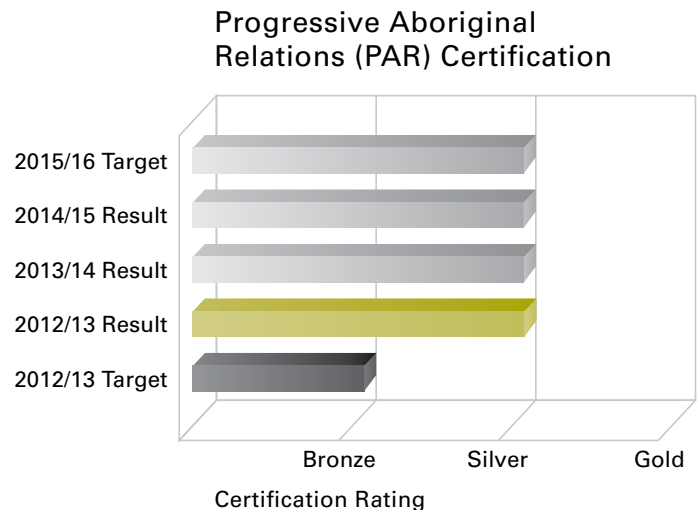 Progressive Aboriginal
Relations (PAR) Certification
2015/16 Target
2014/15 Result
2013/14 Result
2012/13 Result
2012/13 Target
Bronze Silver Gold
Certification Rating